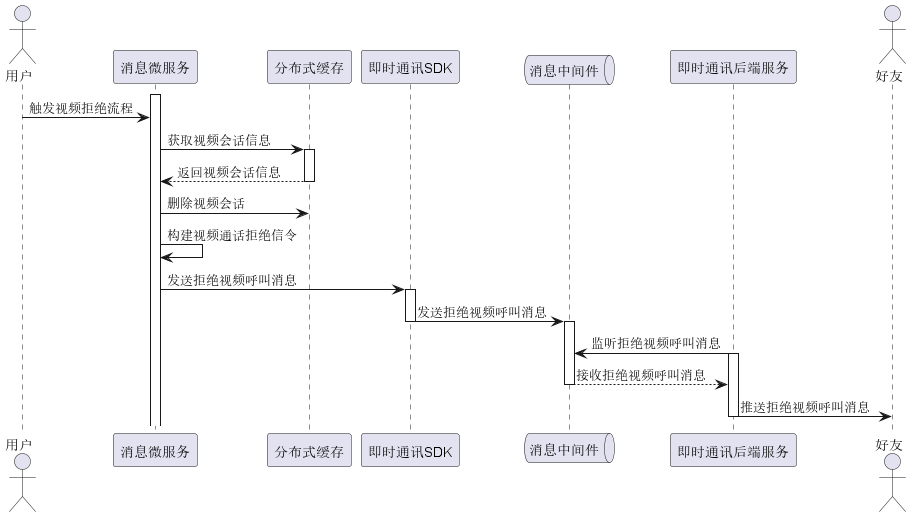 用户
消息微服务
分布式缓存
即时通讯SDK
消息中间件
即时通讯后端服务
好友
触发视频拒绝流程
获取视频会话信息
返回视频会话信息
删除视频会话
构建视频通话拒绝信令
发送拒绝视频呼叫消息
发送拒绝视频呼叫消息
监听拒绝视频呼叫消息
接收拒绝视频呼叫消息
推送拒绝视频呼叫消息
用户
消息微服务
分布式缓存
即时通讯SDK
消息中间件
即时通讯后端服务
好友